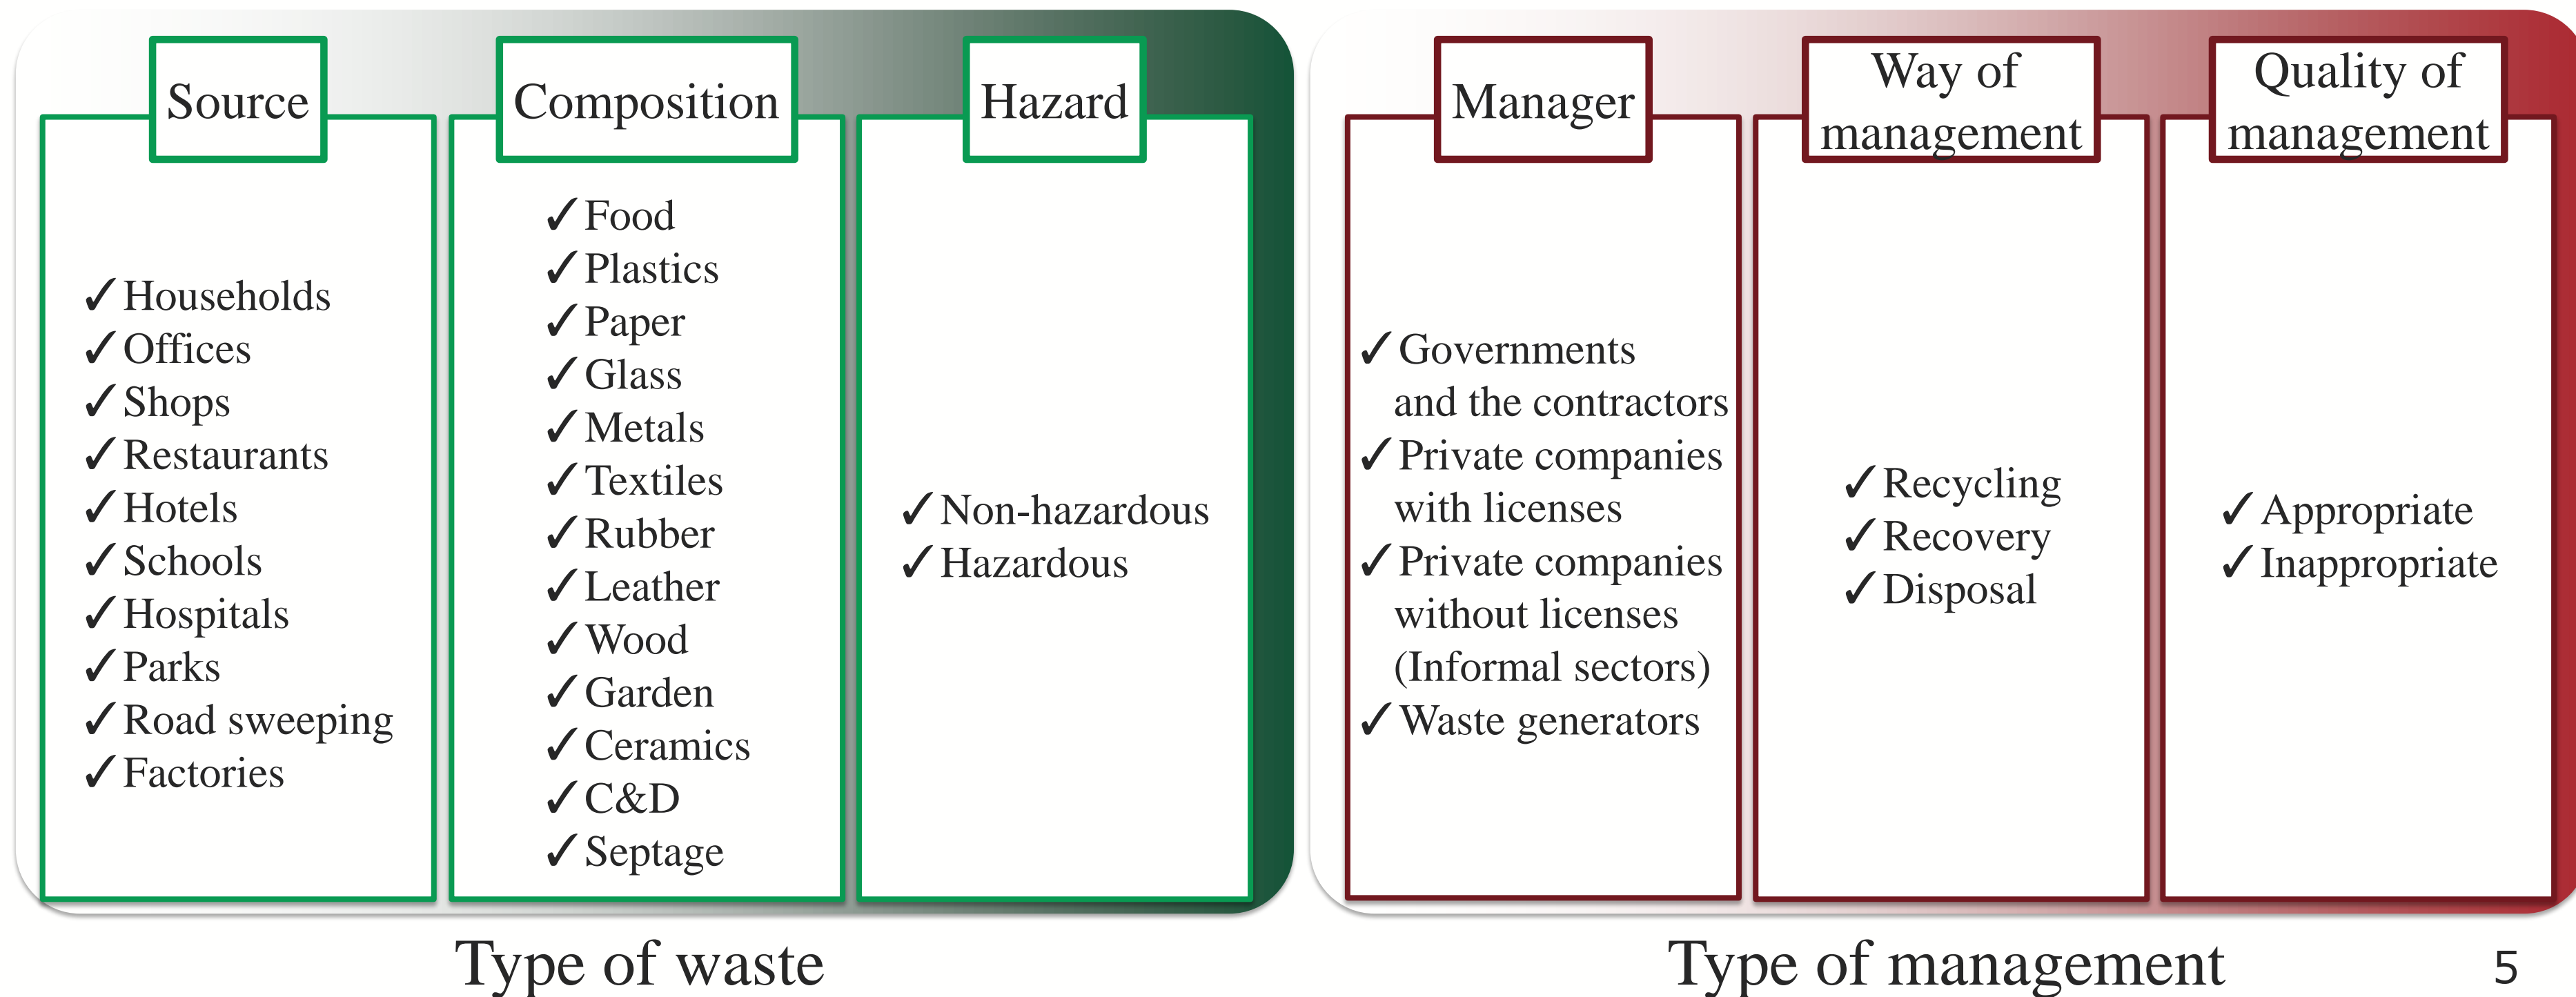 Source
✓Households
✓Offices
✓Shops
✓Restaurants
✓Hotels
✓Schools
✓Hospitals
✓Parks
✓Road sweeping
✓Factories
Composition
✓Food
✓Plastics
✓Paper
✓Glass
✓Metals
✓Textiles
✓Rubber
✓Leather
✓Wood
✓Garden
✓Ceramics
✓C&D
✓Septage
Hazard
✓Non-hazardous
✓Hazardous
Type of waste
Manager
✓Governments
and the contractors
✓Private companies
with licenses
✓Private companies
without licenses
(Informal sectors)
✓Waste generators
Way of
management
✓Recycling
✓Recovery
✓Disposal
Quality of
management
✓Appropriate
✓Inappropriate
Type of management
5